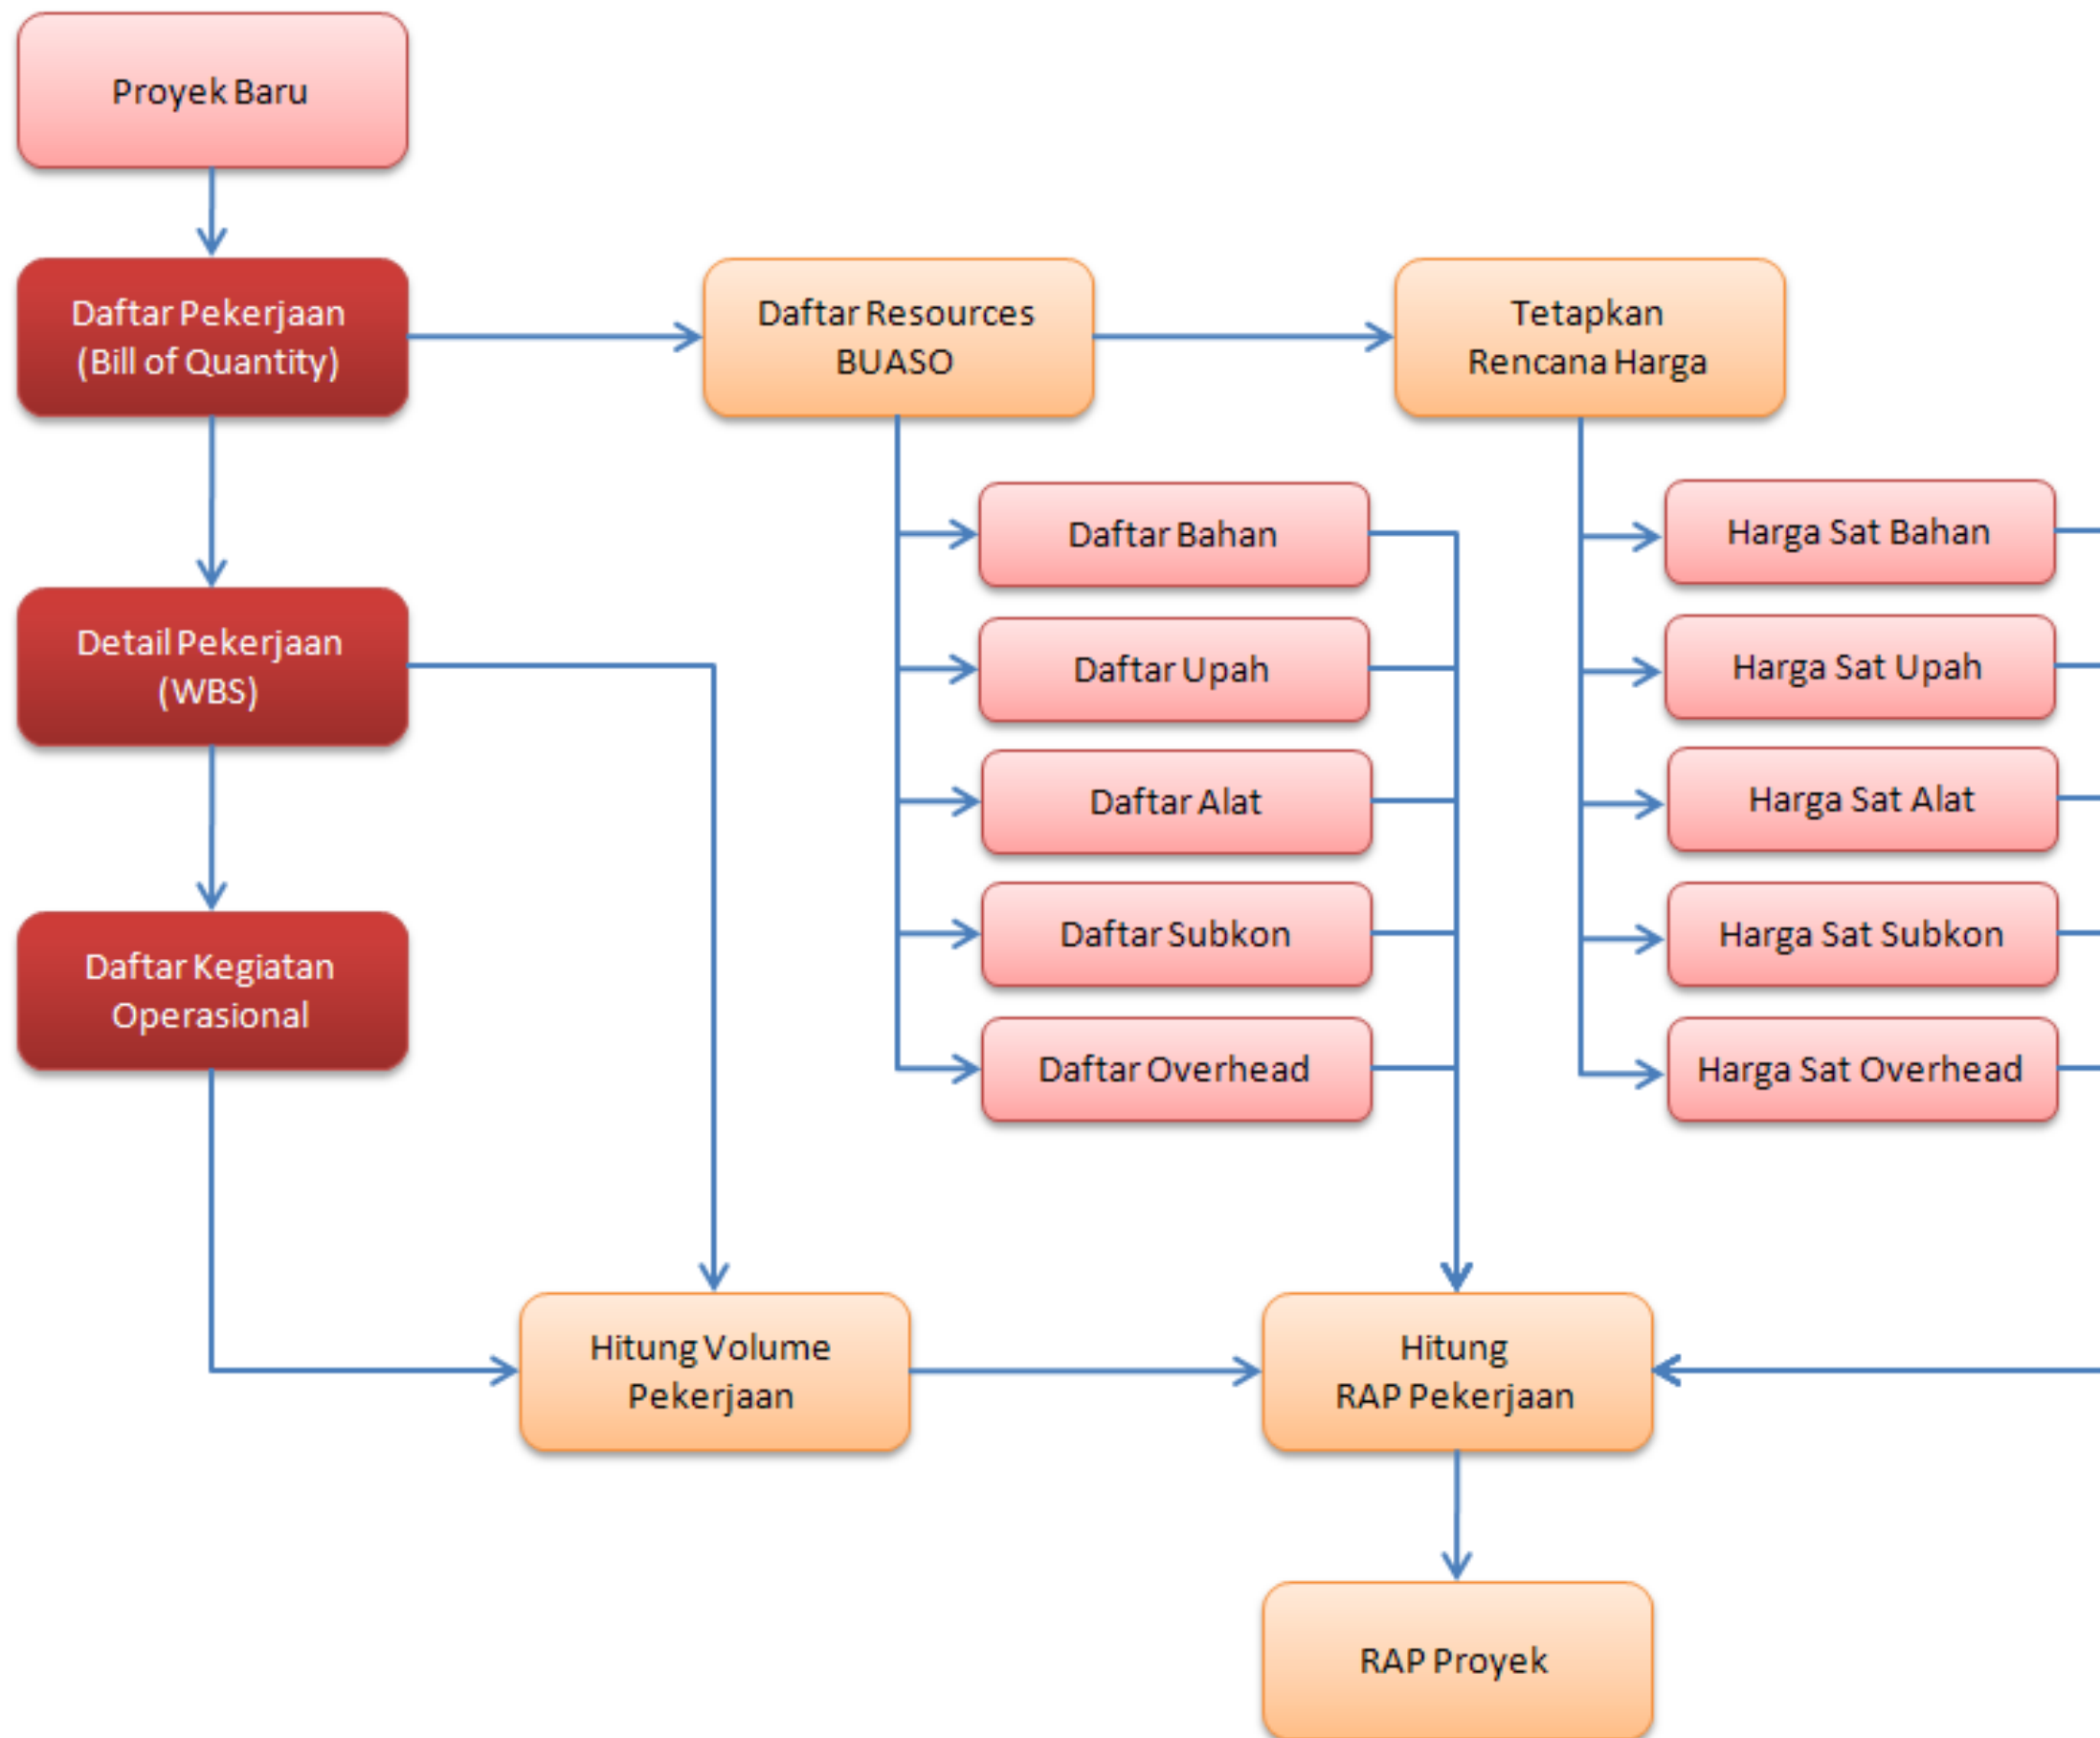 Proyek Baru
Daftar Pekerjaan
(Bill of Quantity)
Daftar Resources
BUASO
Tetapkan
Rencana Harga
Detail Pekerjaan
(WBS)
Daftar Kegiatan
Operasional
Daftar Bahan
Daftar Upah
Daftar Alat
Daftar Subkon
Daftar Overhead
Harga Sat Bahan
Harga Sat Upah
Harga Sat Alat
Harga Sat Subkon
Harga Sat Overhead
Hitung Volume
Pekerjaan
Hitung
RAP Pekerjaan
RAP Proyek